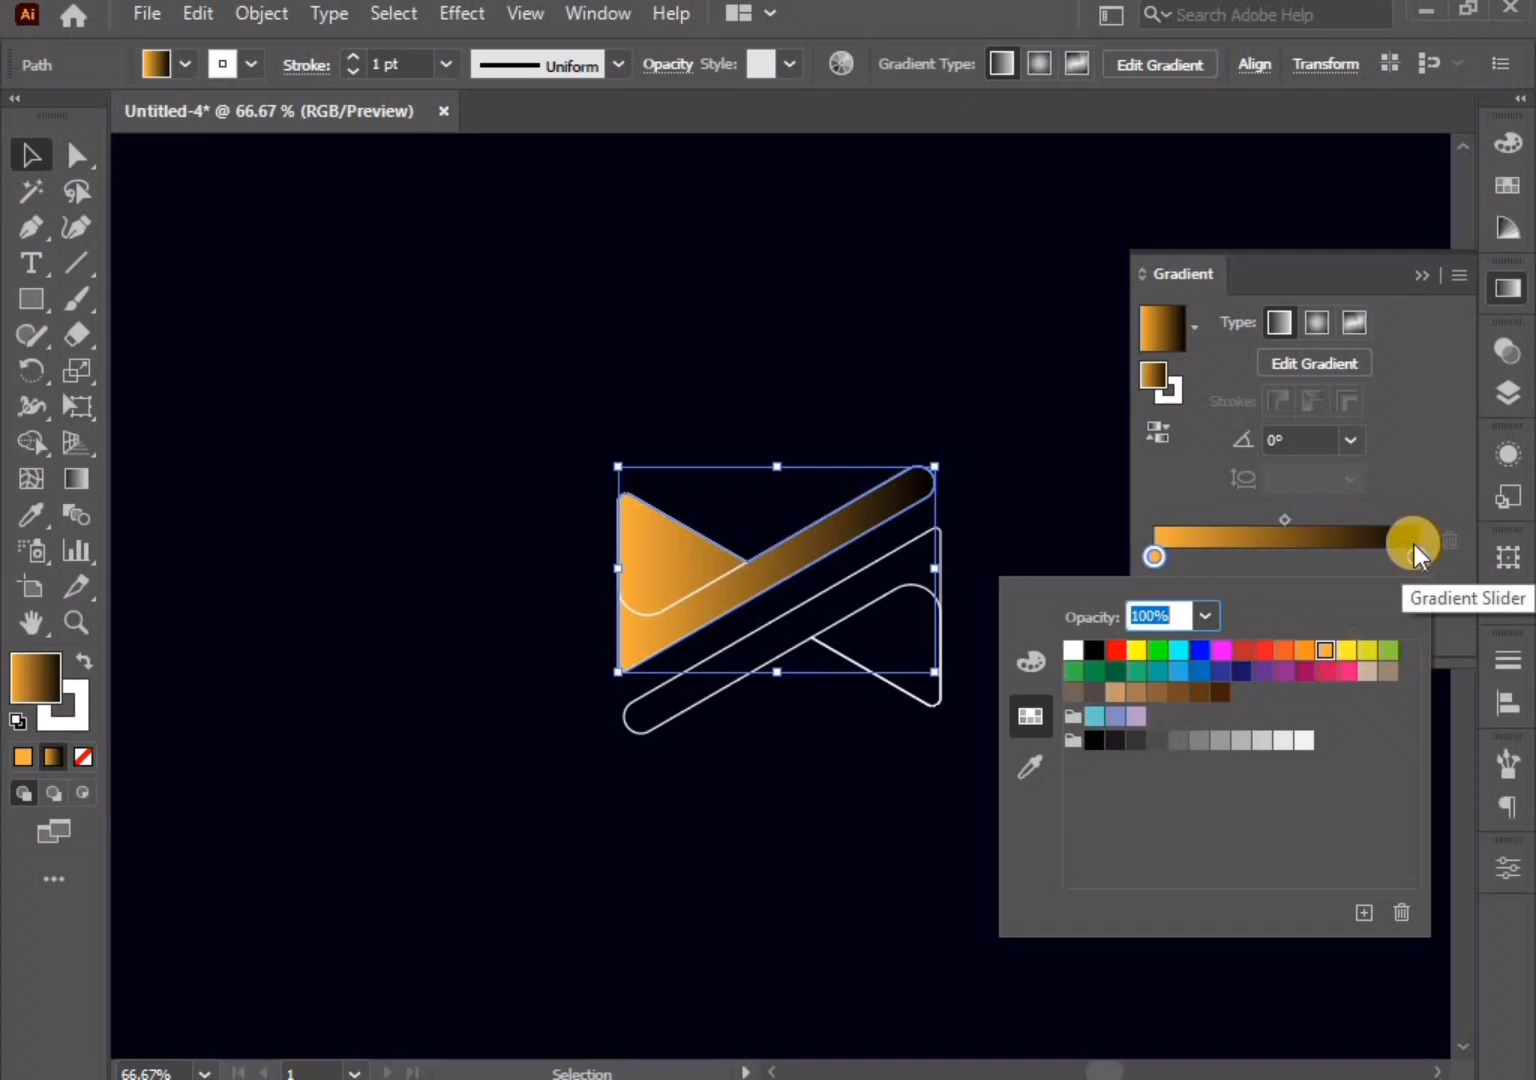 Ai
File Edit Object Type Select Effect View Window Help
Search Adobe Help
Path
Stroke: 1 pt
Uniform
Opacity Style:
Gradient Type: Edit Gradient Align Transform
Untitled-4* @ 66.67 % (RGB/Preview)
Gradient
Type:
Edit Gradient
Stroke:
0°
Gradient Slider
Opacity: 100%
66.67% 1 Selection